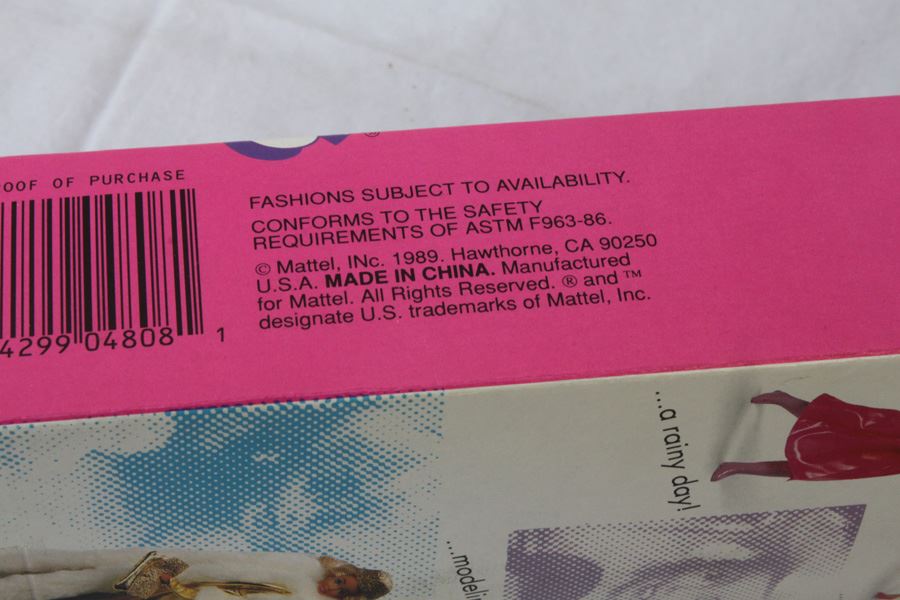 OOF OF PURCHASE
4299 04808 1
®
FASHIONS SUBJECT TO AVAILABILITY.
CONFORMS TO THE SAFETY
REQUIREMENTS OF ASTM F963-86.
© Mattel, INc. 1989. Hawthorne, CA 90250
U.S.A. MADE IN CHINA. Manufactured
for Mattel. All Rights Reserved. ® and ™
designate U.S. trademarks of Mattel, Inc.
...a rainy day!
...modelin